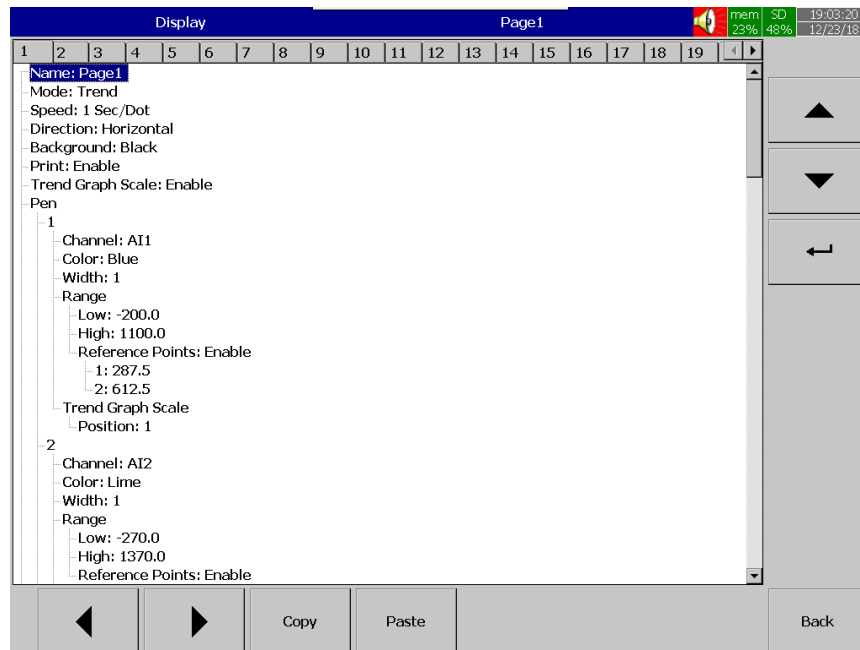 Display Page1 mem SD 19:03:20
23% 48% 12/23/18
1 2 3 4 5 6 7 8 9 10 11 12 13 14 15 16 17 18 19
Name: Page1
Mode: Trend
Speed: 1 Sec/Dot
Direction: Horizontal
Background: Black
Print: Enable
Trend Graph Scale: Enable
Pen
1
Channel: AI1
Color: Blue
Width: 1
Range
Low: -200.0
High: 1100.0
Reference Points: Enable
1: 287.5
2: 612.5
Trend Graph Scale
Position: 1
2
Channel: AI2
Color: Lime
Width: 1
Range
Low: -270.0
High: 1370.0
Reference Points: Enable
Copy Paste Back